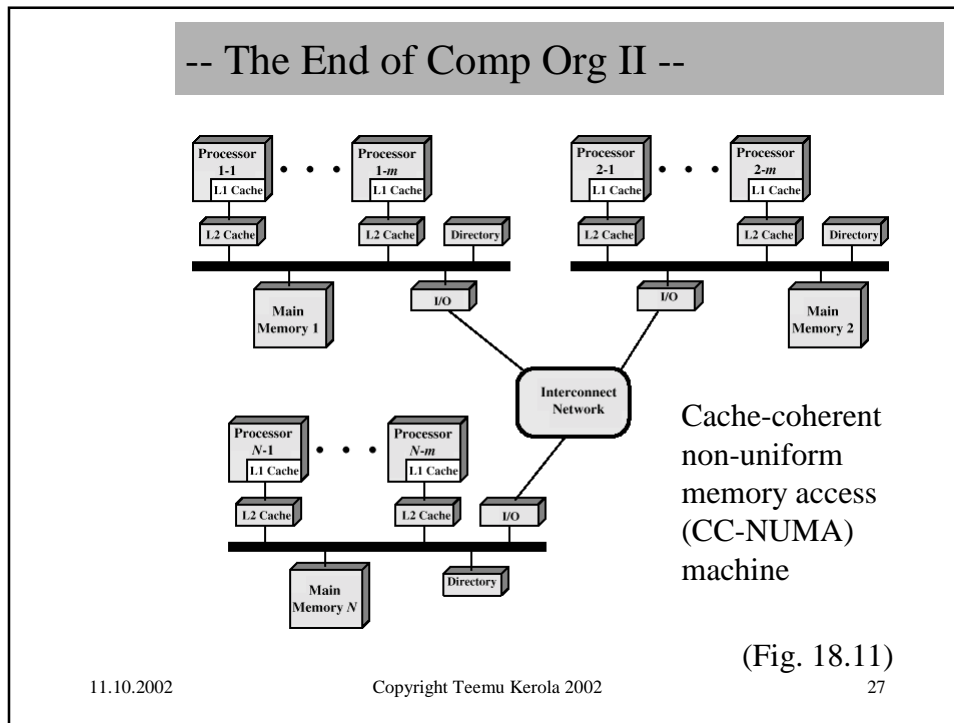 -- The End of Comp Org II --
Processor
1-1
L1 Cache
• • •
Processor
1-m
L1 Cache
L2 Cache
L2 Cache
Directory
Main
Memory 1
I/O
Processor
2-1
L1 Cache
• • •
Processor
2-m
L1 Cache
L2 Cache
L2 Cache
Directory
I/O
Main
Memory 2
Interconnect
Network
Processor
N-1
L1 Cache
• • •
Processor
N-m
L1 Cache
L2 Cache
L2 Cache
I/O
Main
Memory N
Directory
Cache-coherent
non-uniform
memory access
(CC-NUMA)
machine
(Fig. 18.11)
11.10.2002
Copyright Teemu Kerola 2002
27